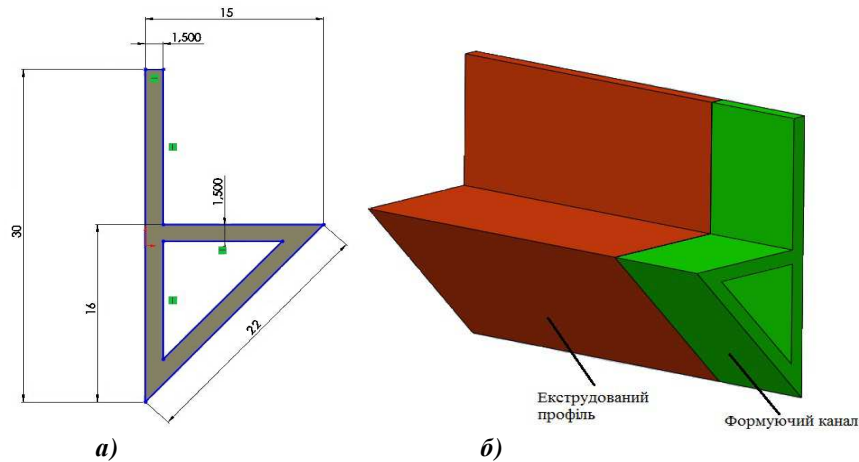 15
1,500
30
1,500
16
22
Екструдований
профіль
Формуючий канал
а)
б)